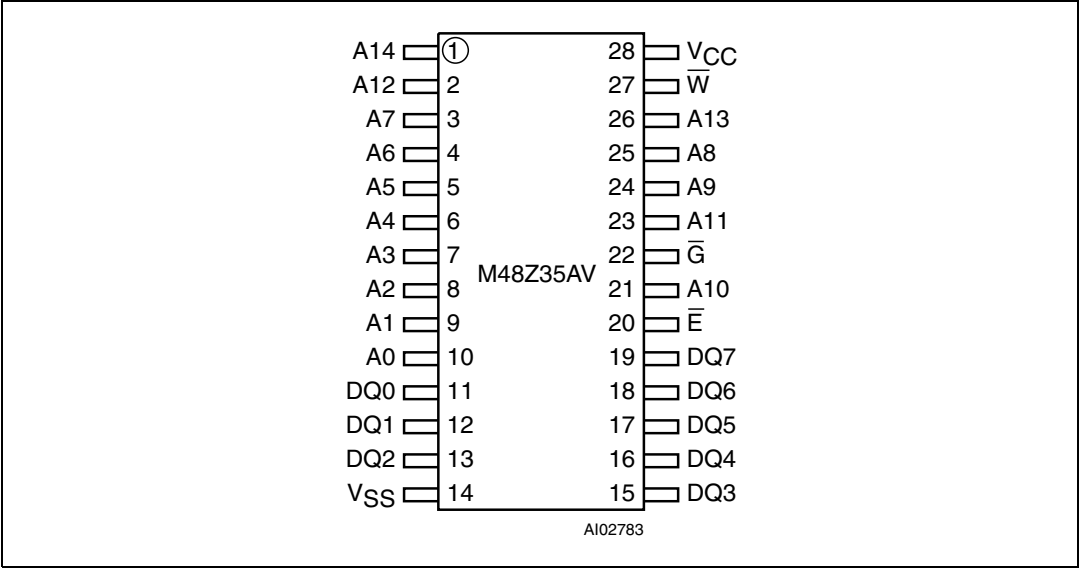 A14 1 28 VCC
A12 2 27 W̅
A7 3 26 A13
A6 4 25 A8
A5 5 24 A9
A4 6 23 A11
A3 7 22 G̅
M48Z35AV
A2 8 21 A10
A1 9 20 E̅
A0 10 19 DQ7
DQ0 11 18 DQ6
DQ1 12 17 DQ5
DQ2 13 16 DQ4
VSS 14 15 DQ3
AI02783